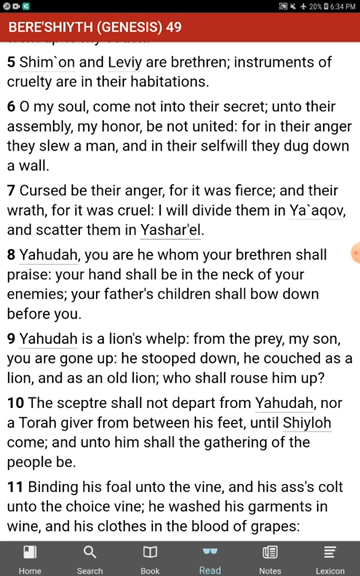 20% 6:34 PM
BERE'SHIYTH (GENESIS) 49
5 Shim`on and Leviy are brethren; instruments of
cruelty are in their habitations.
6 O my soul, come not into their secret; unto their
assembly, my honor, be not united: for in their anger
they slew a man, and in their selfwill they dug down
a wall.
7 Cursed be their anger, for it was fierce; and their
wrath, for it was cruel: I will divide them in Ya`aqov,
and scatter them in Yashar'el.
8 Yahudah, you are he whom your brethren shall
praise: your hand shall be in the neck of your
enemies; your father's children shall bow down
before you.
9 Yahudah is a lion's whelp: from the prey, my son,
you are gone up: he stooped down, he couched as a
lion, and as an old lion; who shall rouse him up?
10 The sceptre shall not depart from Yahudah, nor
a Torah giver from between his feet, until Shiyloh
come; and unto him shall the gathering of the
people be.
11 Binding his foal unto the vine, and his ass's colt
unto the choice vine; he washed his garments in
wine, and his clothes in the blood of grapes:
Home Search Book Read Notes Lexicon